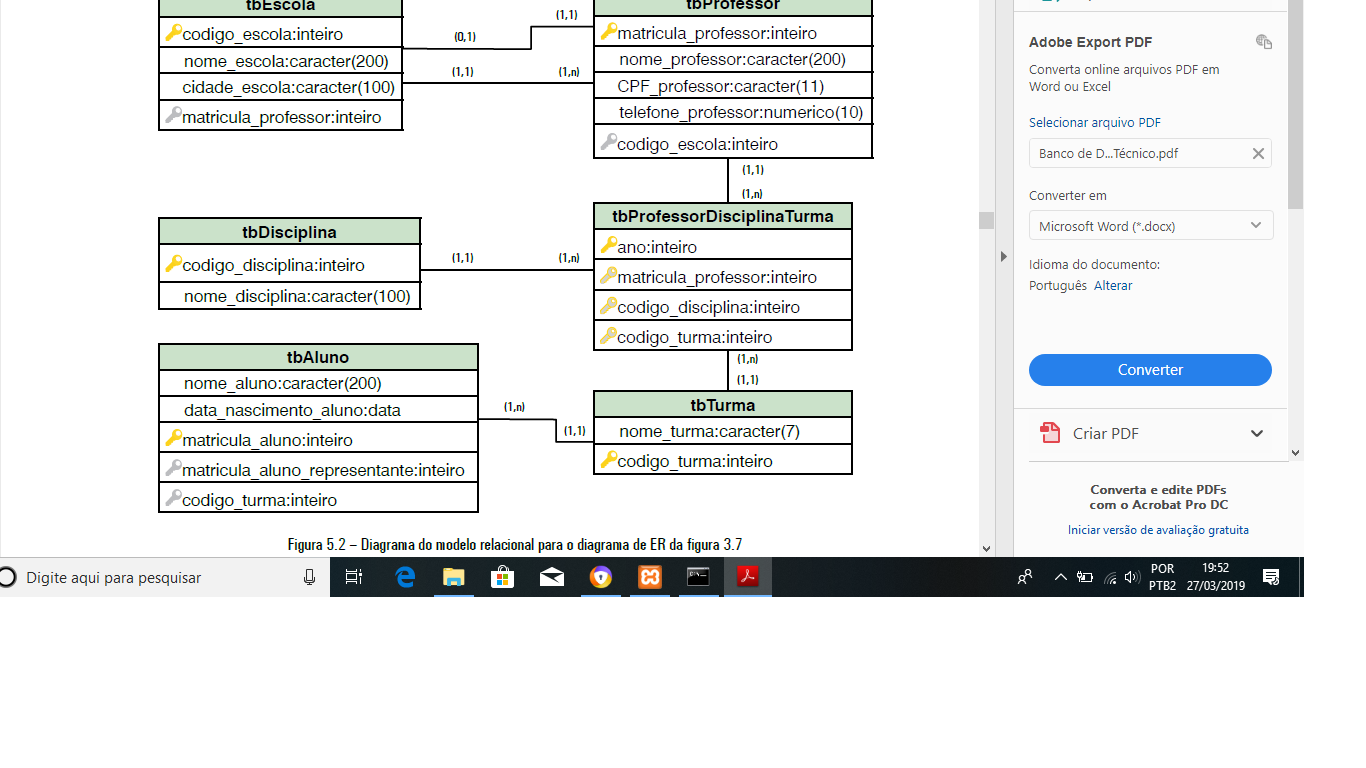 tbEscola
codigo_escola:inteiro
nome_escola:caracter(200)
cidade_escola:caracter(100)
matricula_professor:inteiro
(0,1)
(1,1)
(1,1)
(1,n)
tbProfessor
matricula_professor:inteiro
nome_professor:caracter(200)
CPF_professor:caracter(11)
telefone_professor:numerico(10)
codigo_escola:inteiro
(1,1)
(1,n)
tbDisciplina
codigo_disciplina:inteiro
nome_disciplina:caracter(100)
(1,1)
(1,n)
tbProfessorDisciplinaTurma
ano:inteiro
matricula_professor:inteiro
codigo_disciplina:inteiro
codigo_turma:inteiro
(1,n)
(1,1)
tbAluno
nome_aluno:caracter(200)
data_nascimento_aluno:data
matricula_aluno:inteiro
matricula_aluno_representante:inteiro
codigo_turma:inteiro
(1,n)
(1,1)
tbTurma
nome_turma:caracter(7)
codigo_turma:inteiro
Figura 5.2 – Diagrama do modelo relacional para o diagrama de ER da figura 3.7
Adobe Export PDF
Converta online arquivos PDF em
Word ou Excel
Selecionar arquivo PDF
Banco de D...Técnico.pdf
Converter em
Microsoft Word (*.docx)
Idioma do documento:
Português Alterar
Converter
Criar PDF
Converta e edite PDFs
com o Acrobat Pro DC
Iniciar versão de avaliação gratuita
Digite aqui para pesquisar
POR
PTB2
19:52
27/03/2019